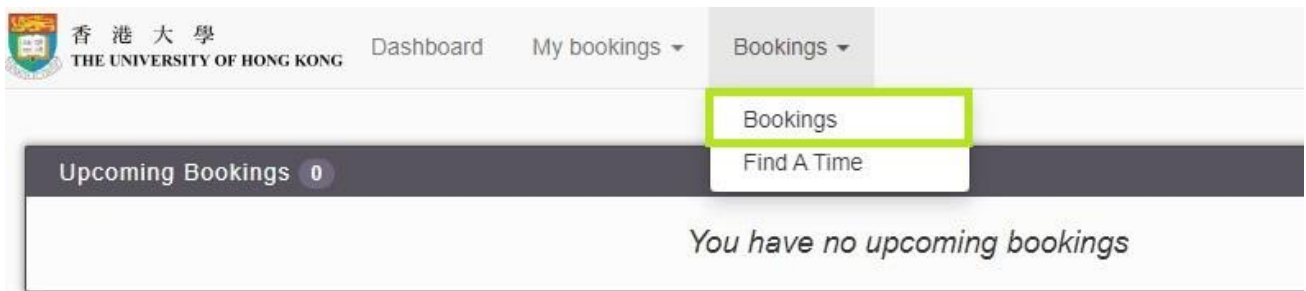 香港大學
THE UNIVERSITY OF HONG KONG
Dashboard
My bookings
Bookings
Bookings
Find A Time
Upcoming Bookings 0
You have no upcoming bookings